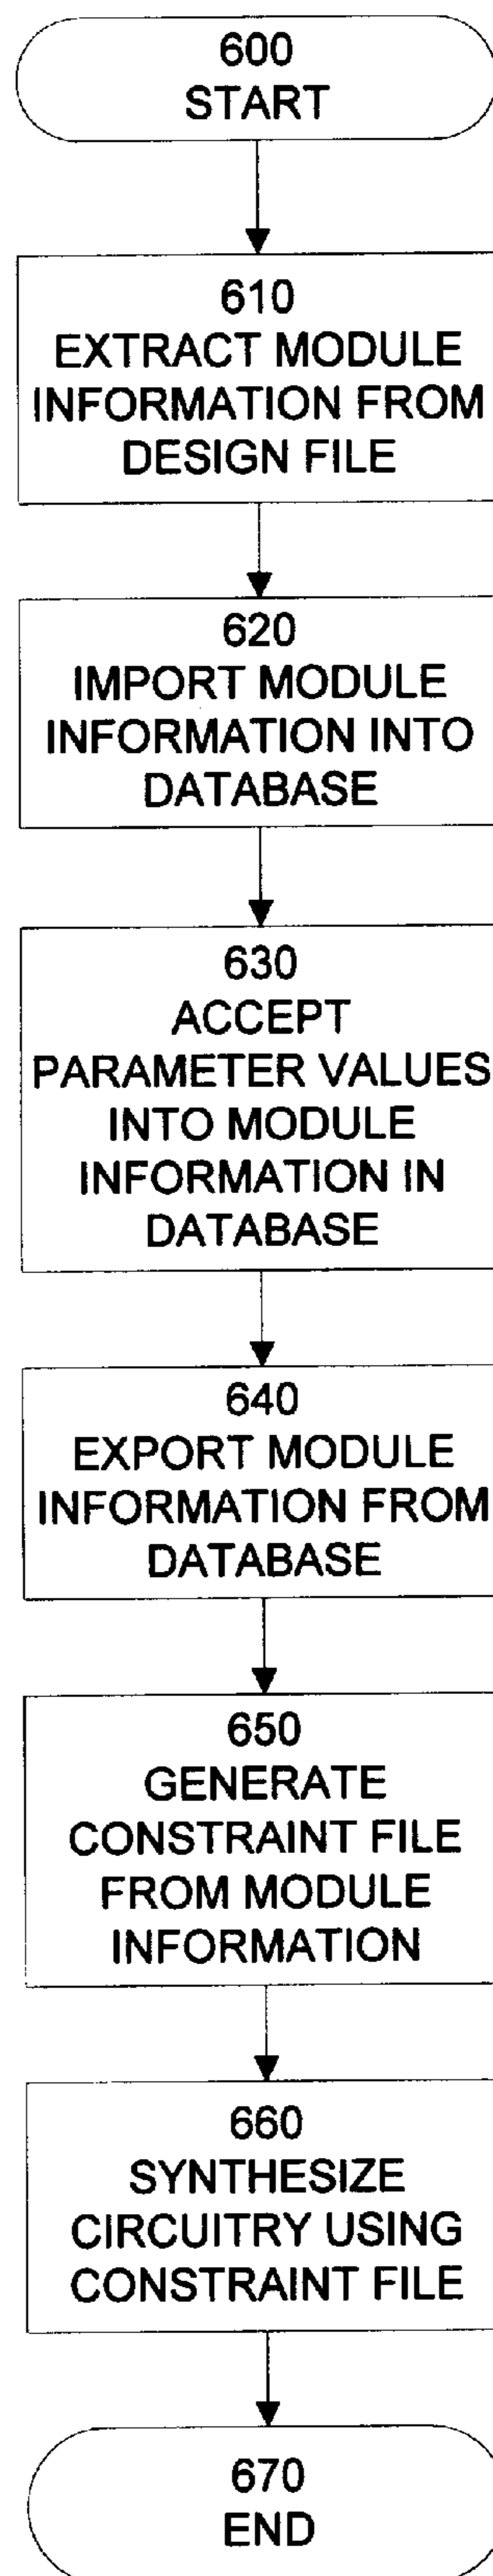 600
START
610
EXTRACT MODULE
INFORMATION FROM
DESIGN FILE
620
IMPORT MODULE
INFORMATION INTO
DATABASE
630
ACCEPT
PARAMETER VALUES
INTO MODULE
INFORMATION IN
DATABASE
640
EXPORT MODULE
INFORMATION FROM
DATABASE
650
GENERATE
CONSTRAINT FILE
FROM MODULE
INFORMATION
660
SYNTHESIZE
CIRCUITRY USING
CONSTRAINT FILE
670
END